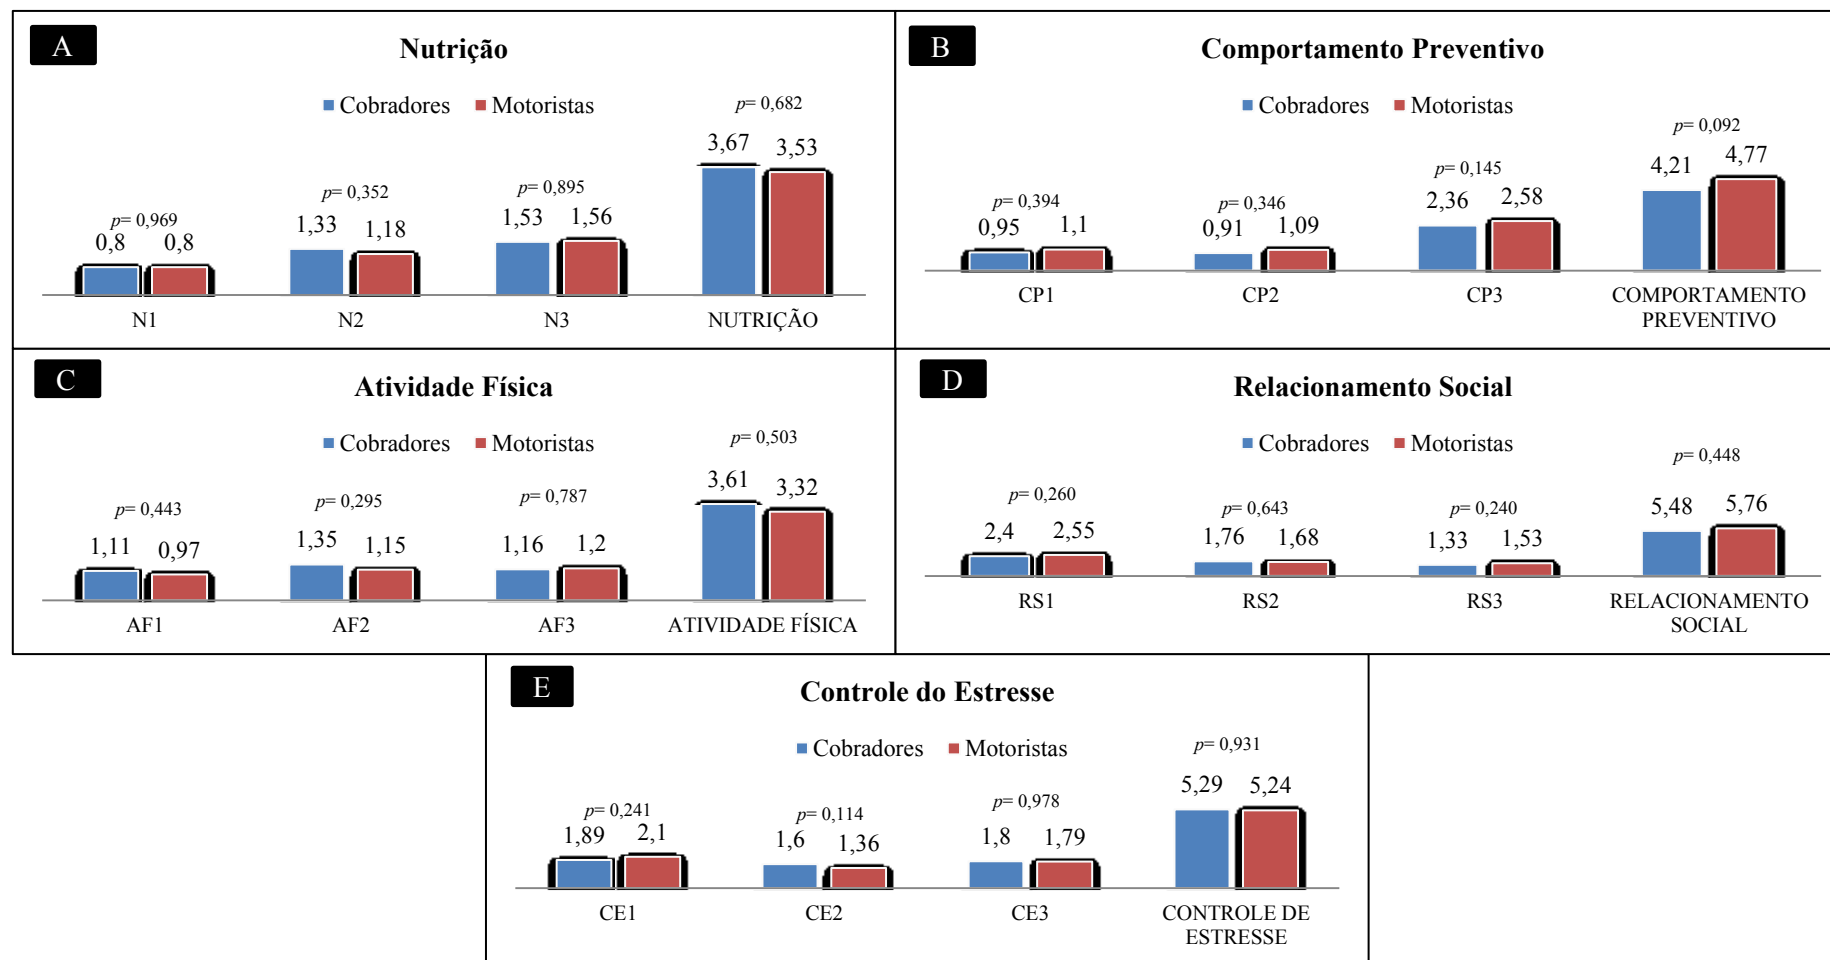 A
Nutrição
Cobradores Motoristas
p= 0,682
3,67 3,53
p= 0,352
p= 0,895
1,33 1,18
1,53 1,56
p= 0,969
0,8 0,8
N1 N2 N3 NUTRIÇÃO
B
Comportamento Preventivo
Cobradores Motoristas
p= 0,092
4,21 4,77
p= 0,145
2,36 2,58
p= 0,394
p= 0,346
0,95 1,1
0,91 1,09
CP1 CP2 CP3 COMPORTAMENTO
PREVENTIVO
C
Atividade Física
Cobradores Motoristas
p= 0,503
3,61 3,32
p= 0,443
p= 0,295
p= 0,787
1,11 0,97
1,35 1,15
1,16 1,2
AF1 AF2 AF3 ATIVIDADE FÍSICA
D
Relacionamento Social
Cobradores Motoristas
p= 0,448
5,48 5,76
p= 0,260
p= 0,643
p= 0,240
2,4 2,55
1,76 1,68
1,33 1,53
RS1 RS2 RS3 RELACIONAMENTO
SOCIAL
E
Controle do Estresse
Cobradores Motoristas
p= 0,931
5,29 5,24
p= 0,241
p= 0,114
p= 0,978
1,89 2,1
1,6 1,36
1,8 1,79
CE1 CE2 CE3 CONTROLE DE
ESTRESSE